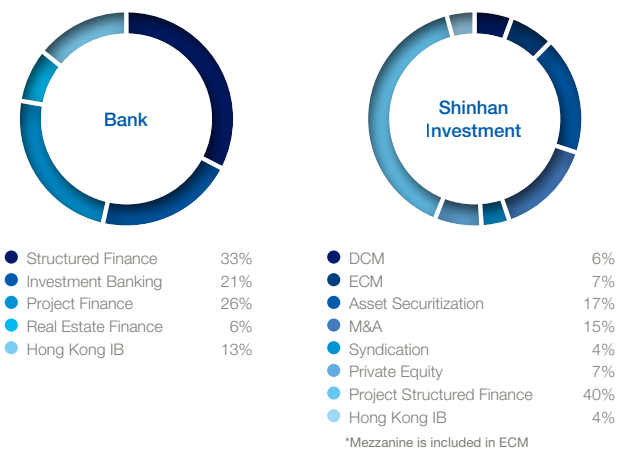 Bank
Structured Finance 33%
Investment Banking 21%
Project Finance 26%
Real Estate Finance 6%
Hong Kong IB 13%
Shinhan
Investment
DCM 6%
ECM 7%
Asset Securitization 17%
M&A 15%
Syndication 4%
Private Equity 7%
Project Structured Finance 40%
Hong Kong IB 4%
*Mezzanine is included in ECM